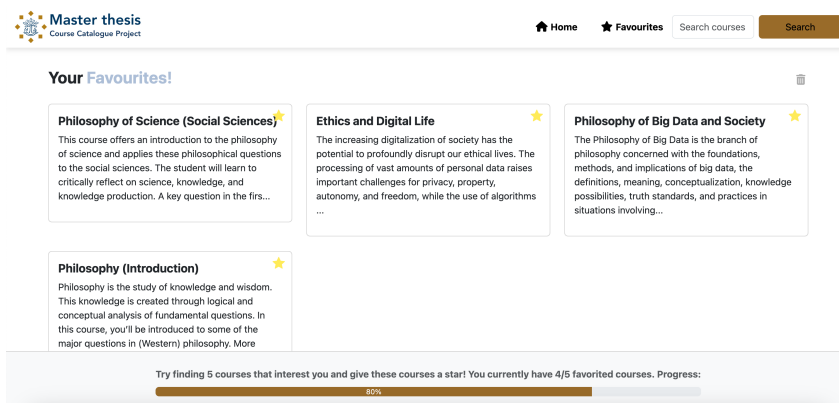 Master thesis
Course Catalogue Project
Home
Favourites
Search courses
Search
Your Favourites!
Philosophy of Science (Social Sciences)
This course offers an introduction to the philosophy
of science and applies these philosophical questions
to the social sciences. The student will learn to
critically reflect on science, knowledge, and
knowledge production. A key question in the firs...
Ethics and Digital Life
The increasing digitalization of society has the
potential to profoundly disrupt our ethical lives. The
processing of vast amounts of personal data raises
important challenges for privacy, property,
autonomy, and freedom, while the use of algorithms
...
Philosophy of Big Data and Society
The Philosophy of Big Data is the branch of
philosophy concerned with the foundations,
methods, and implications of big data, the
definitions, meaning, conceptualization, knowledge
possibilities, truth standards, and practices in
situations involving...
Philosophy (Introduction)
Philosophy is the study of knowledge and wisdom.
This knowledge is created through logical and
conceptual analysis of fundamental questions. In
this course, you'll be introduced to some of the
major questions in (Western) philosophy. More
Try finding 5 courses that interest you and give these courses a star! You currently have 4/5 favorited courses. Progress:
80%